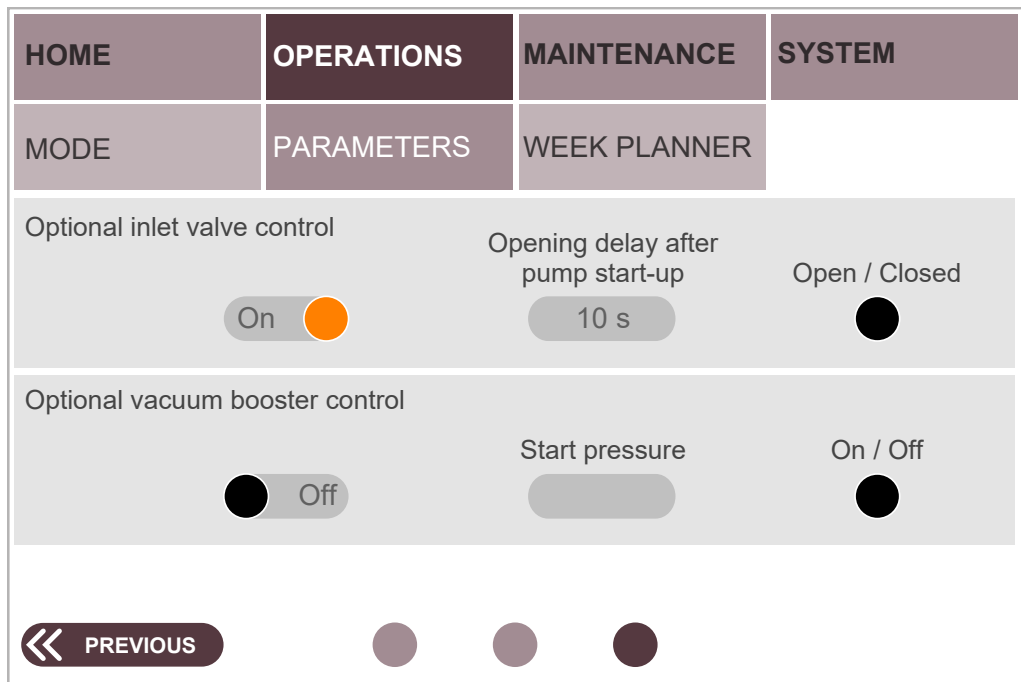 HOME OPERATIONS MAINTENANCE SYSTEM
MODE PARAMETERS WEEK PLANNER
Optional inlet valve control
Opening delay after
pump start-up
Open / Closed
On
10 s
Optional vacuum booster control
Start pressure
On / Off
Off
PREVIOUS